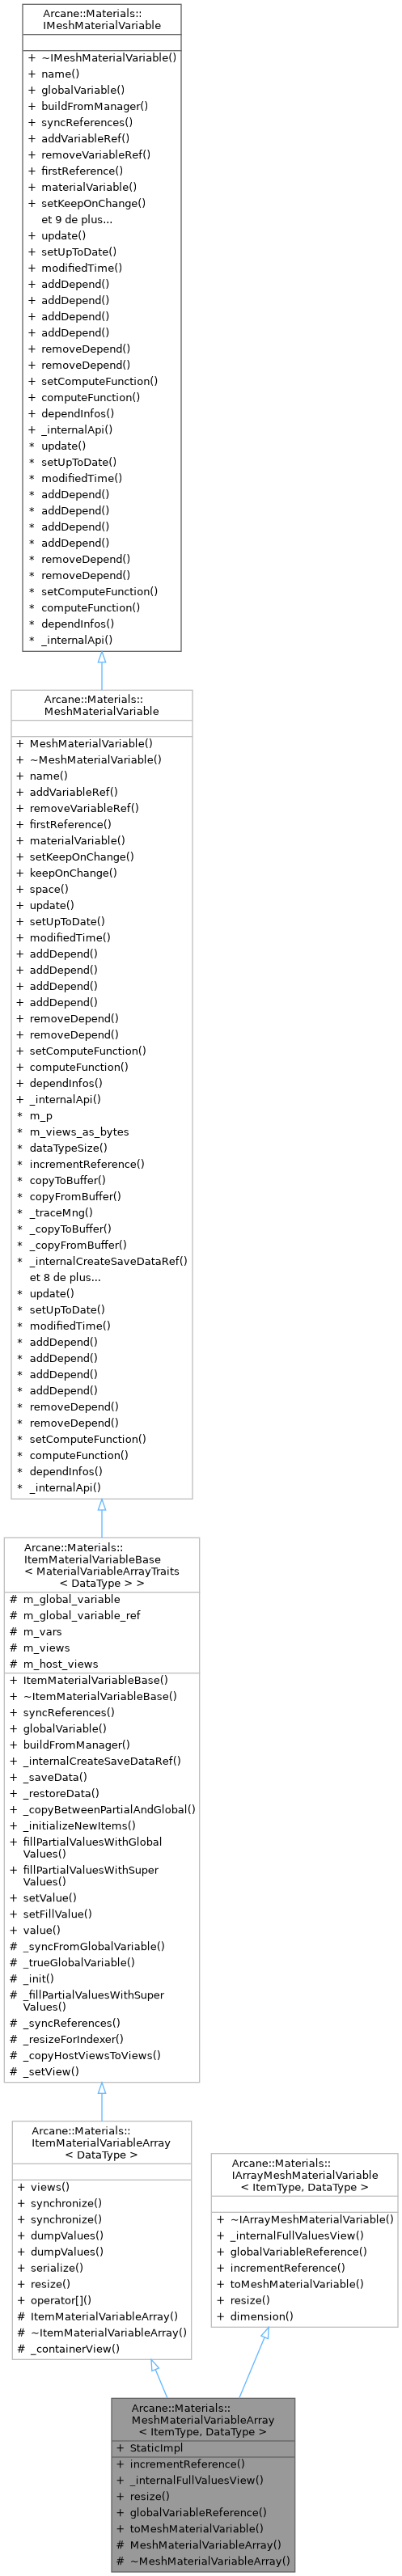 Arcane::Materials::
IMeshMaterialVariable
+ ~IMeshMaterialVariable()
+ name()
+ globalVariable()
+ buildFromManager()
+ syncReferences()
+ addVariableRef()
+ removeVariableRef()
+ firstReference()
+ materialVariable()
+ setKeepOnChange()
et 9 de plus...
+ update()
+ setUpToDate()
+ modifiedTime()
+ addDepend()
+ addDepend()
+ addDepend()
+ addDepend()
+ removeDepend()
+ removeDepend()
+ setComputeFunction()
+ computeFunction()
+ dependInfos()
+ _internalApi()
* update()
* setUpToDate()
* modifiedTime()
* addDepend()
* addDepend()
* addDepend()
* addDepend()
* removeDepend()
* removeDepend()
* setComputeFunction()
* computeFunction()
* dependInfos()
* _internalApi()
Arcane::Materials::
MeshMaterialVariable
+ MeshMaterialVariable()
+ ~MeshMaterialVariable()
+ name()
+ addVariableRef()
+ removeVariableRef()
+ firstReference()
+ materialVariable()
+ setKeepOnChange()
+ keepOnChange()
+ space()
+ update()
+ setUpToDate()
+ modifiedTime()
+ addDepend()
+ addDepend()
+ addDepend()
+ addDepend()
+ removeDepend()
+ removeDepend()
+ setComputeFunction()
+ computeFunction()
+ dependInfos()
+ _internalApi()
* m_p
* m_views_as_bytes
* dataTypeSize()
* incrementReference()
* copyToBuffer()
* copyFromBuffer()
* _traceMng()
* _copyToBuffer()
* _copyFromBuffer()
* _internalCreateSaveDataRef()
et 8 de plus...
* update()
* setUpToDate()
* modifiedTime()
* addDepend()
* addDepend()
* addDepend()
* addDepend()
* removeDepend()
* removeDepend()
* setComputeFunction()
* computeFunction()
* dependInfos()
* _internalApi()
Arcane::Materials::
ItemMaterialVariableBase
< MaterialVariableArrayTraits
< DataType > >
# m_global_variable
# m_global_variable_ref
# m_vars
# m_views
# m_host_views
+ ItemMaterialVariableBase()
+ ~ItemMaterialVariableBase()
+ syncReferences()
+ globalVariable()
+ buildFromManager()
+ _internalCreateSaveDataRef()
+ _saveData()
+ _restoreData()
+ _copyBetweenPartialAndGlobal()
+ _initializeNewItems()
+ fillPartialValuesWithGlobal
Values()
+ fillPartialValuesWithSuper
Values()
+ setValue()
+ setFillValue()
+ value()
# _syncFromGlobalVariable()
# _trueGlobalVariable()
# _init()
# _fillPartialValuesWithSuper
Values()
# _syncReferences()
# _resizeForIndexer()
# _copyHostViewsToViews()
# _setView()
Arcane::Materials::
ItemMaterialVariableArray
< DataType >
+ views()
+ synchronize()
+ synchronize()
+ dumpValues()
+ dumpValues()
+ serialize()
+ resize()
+ operator[]()
# ItemMaterialVariableArray()
# ~ItemMaterialVariableArray()
# _containerView()
Arcane::Materials::
IArrayMeshMaterialVariable
< ItemType, DataType >
+ ~IArrayMeshMaterialVariable()
+ _internalFullValuesView()
+ globalVariableReference()
+ incrementReference()
+ toMeshMaterialVariable()
+ resize()
+ dimension()
Arcane::Materials::
MeshMaterialVariableArray
< ItemType, DataType >
+ StaticImpl
+ incrementReference()
+ _internalFullValuesView()
+ resize()
+ globalVariableReference()
+ toMeshMaterialVariable()
# MeshMaterialVariableArray()
# ~MeshMaterialVariableArray()